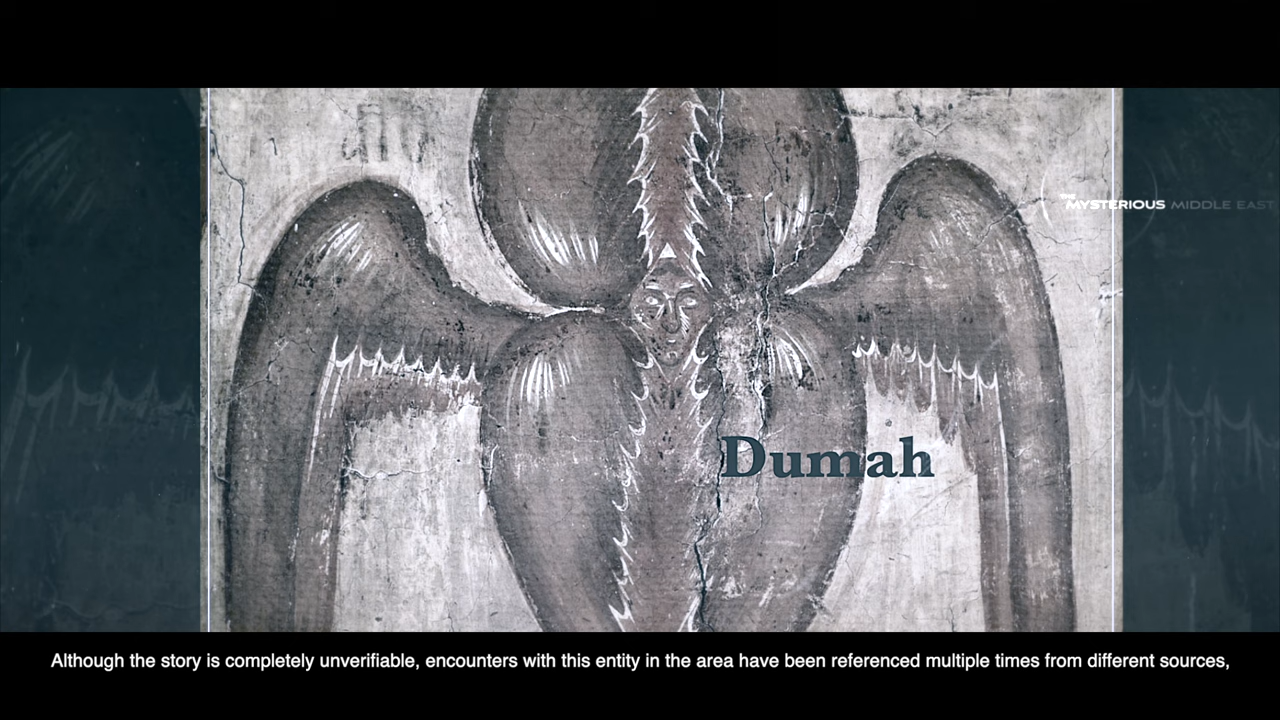 THE
MYSTERIOUS MIDDLE EAST
Dumah
Although the story is completely unverifiable, encounters with this entity in the area have been referenced multiple times from different sources,